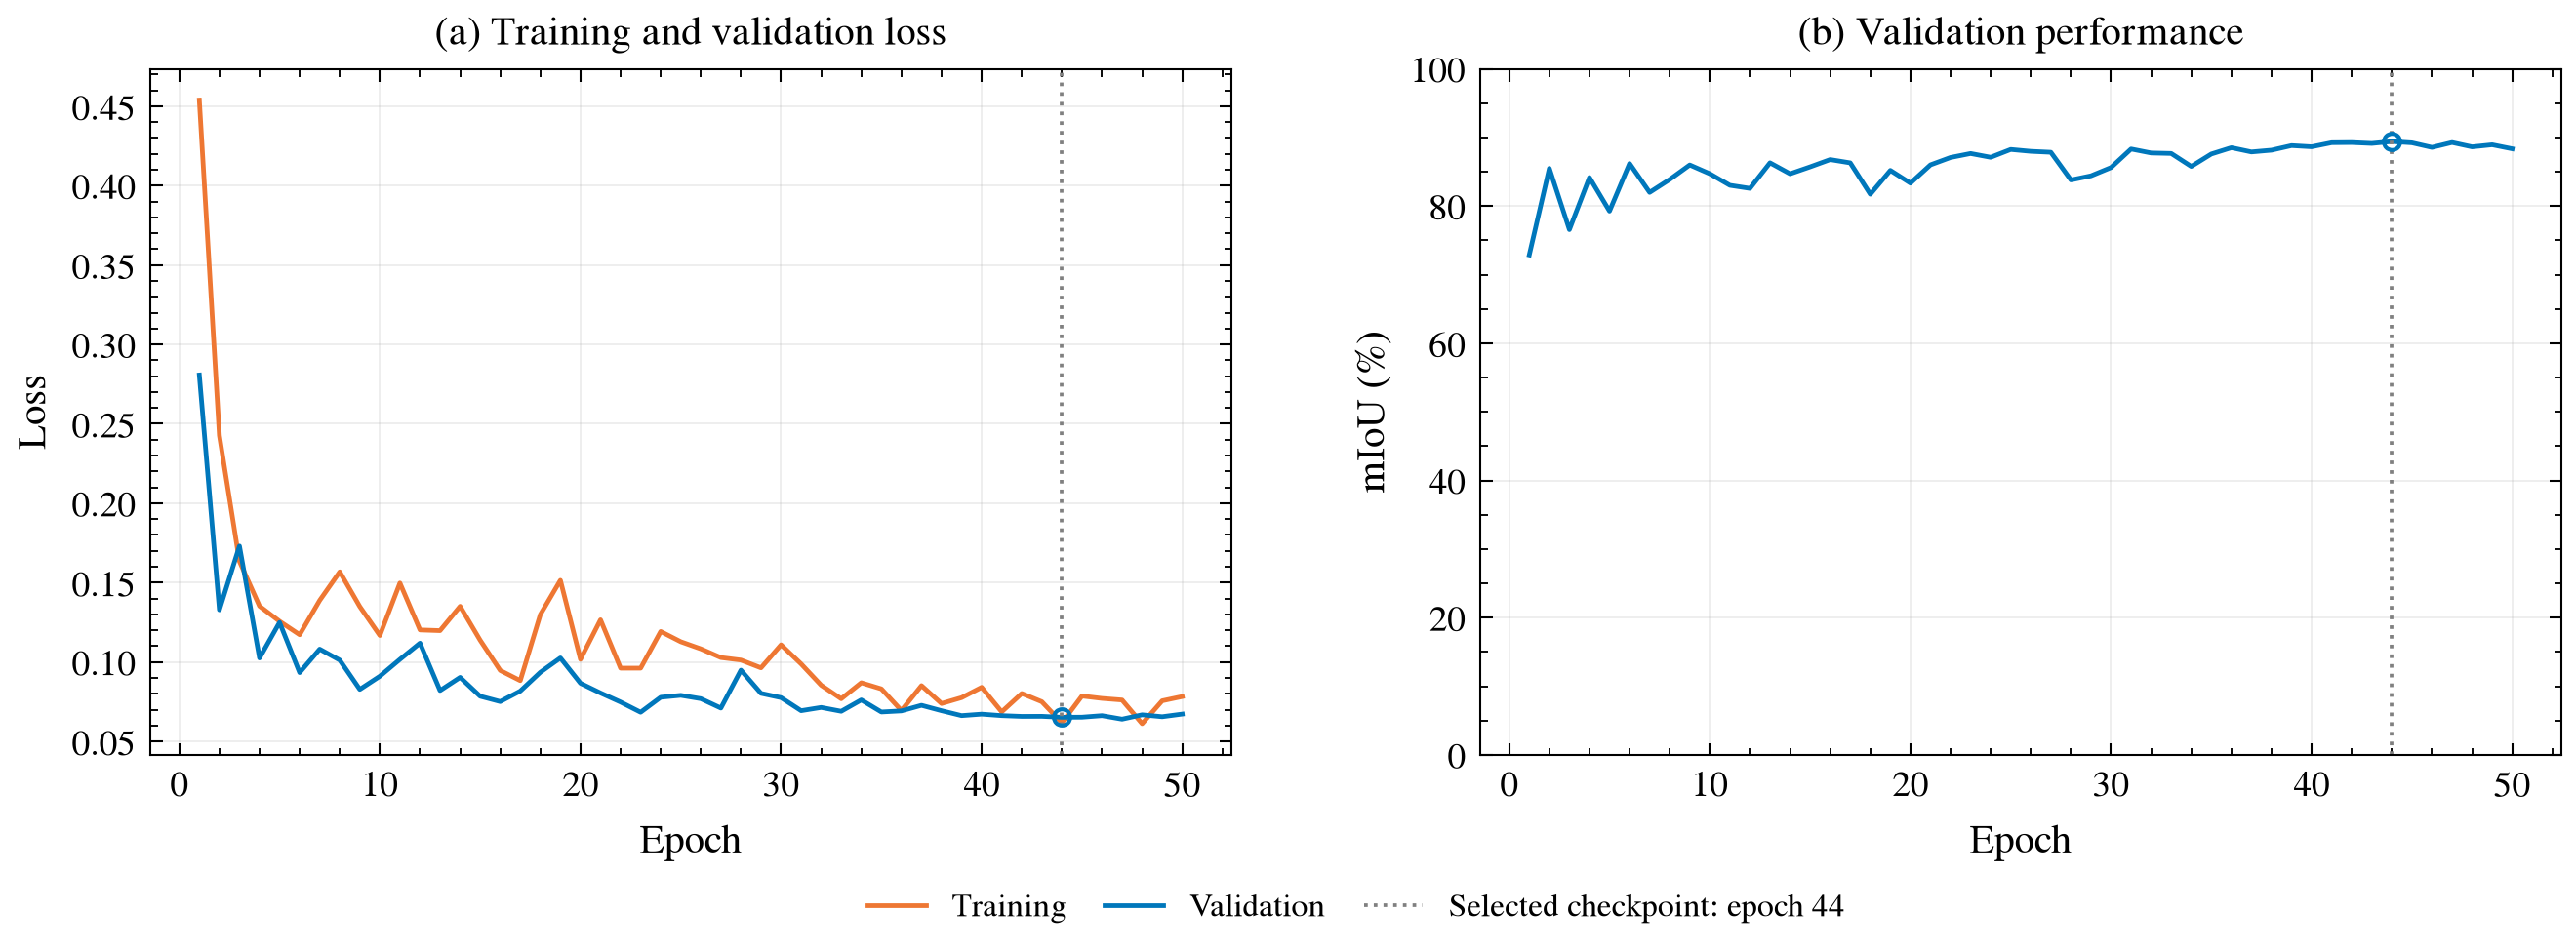 (a) Training and validation loss
0.45
0.40
0.35
0.30
0.25
0.20
0.15
0.10
0.05
Loss
0 10 20 30 40 50
Epoch
(b) Validation performance
100
80
60
40
20
0
mIoU (%)
0 10 20 30 40 50
Epoch
Training Validation Selected checkpoint: epoch 44